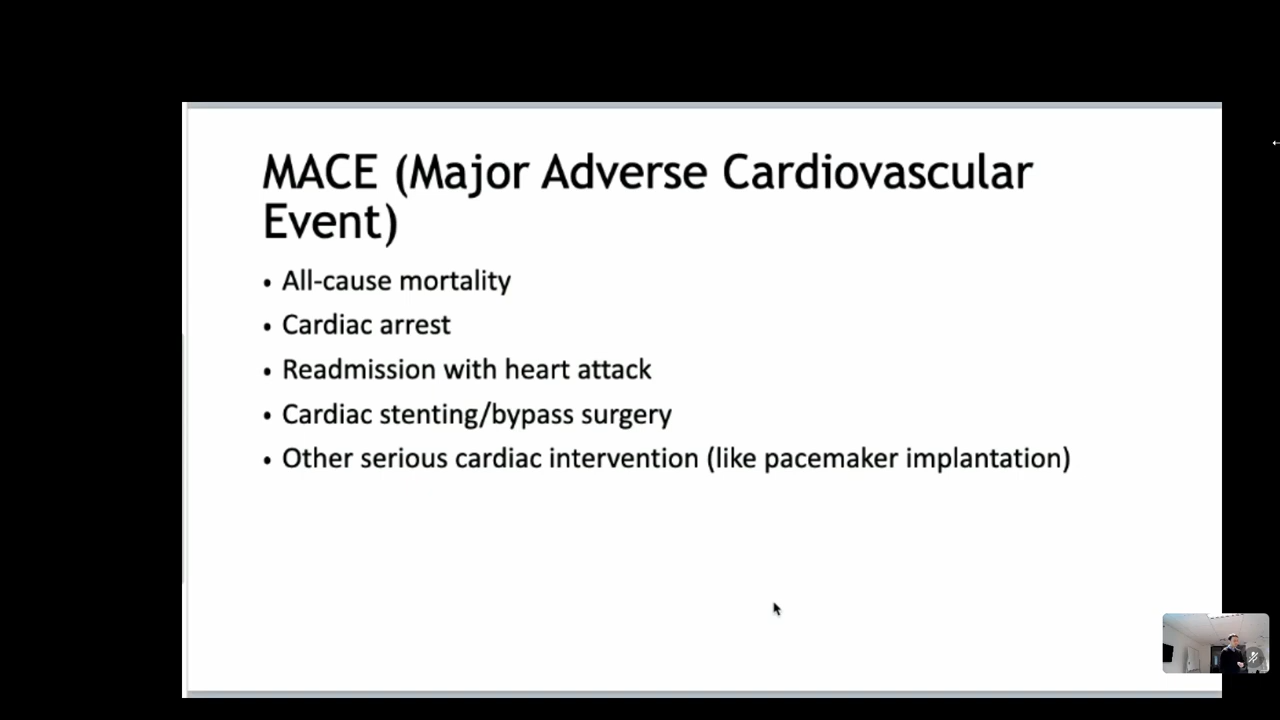 MACE (Major Adverse Cardiovascular
Event)
• All-cause mortality
• Cardiac arrest
• Readmission with heart attack
• Cardiac stenting/bypass surgery
• Other serious cardiac intervention (like pacemaker implantation)